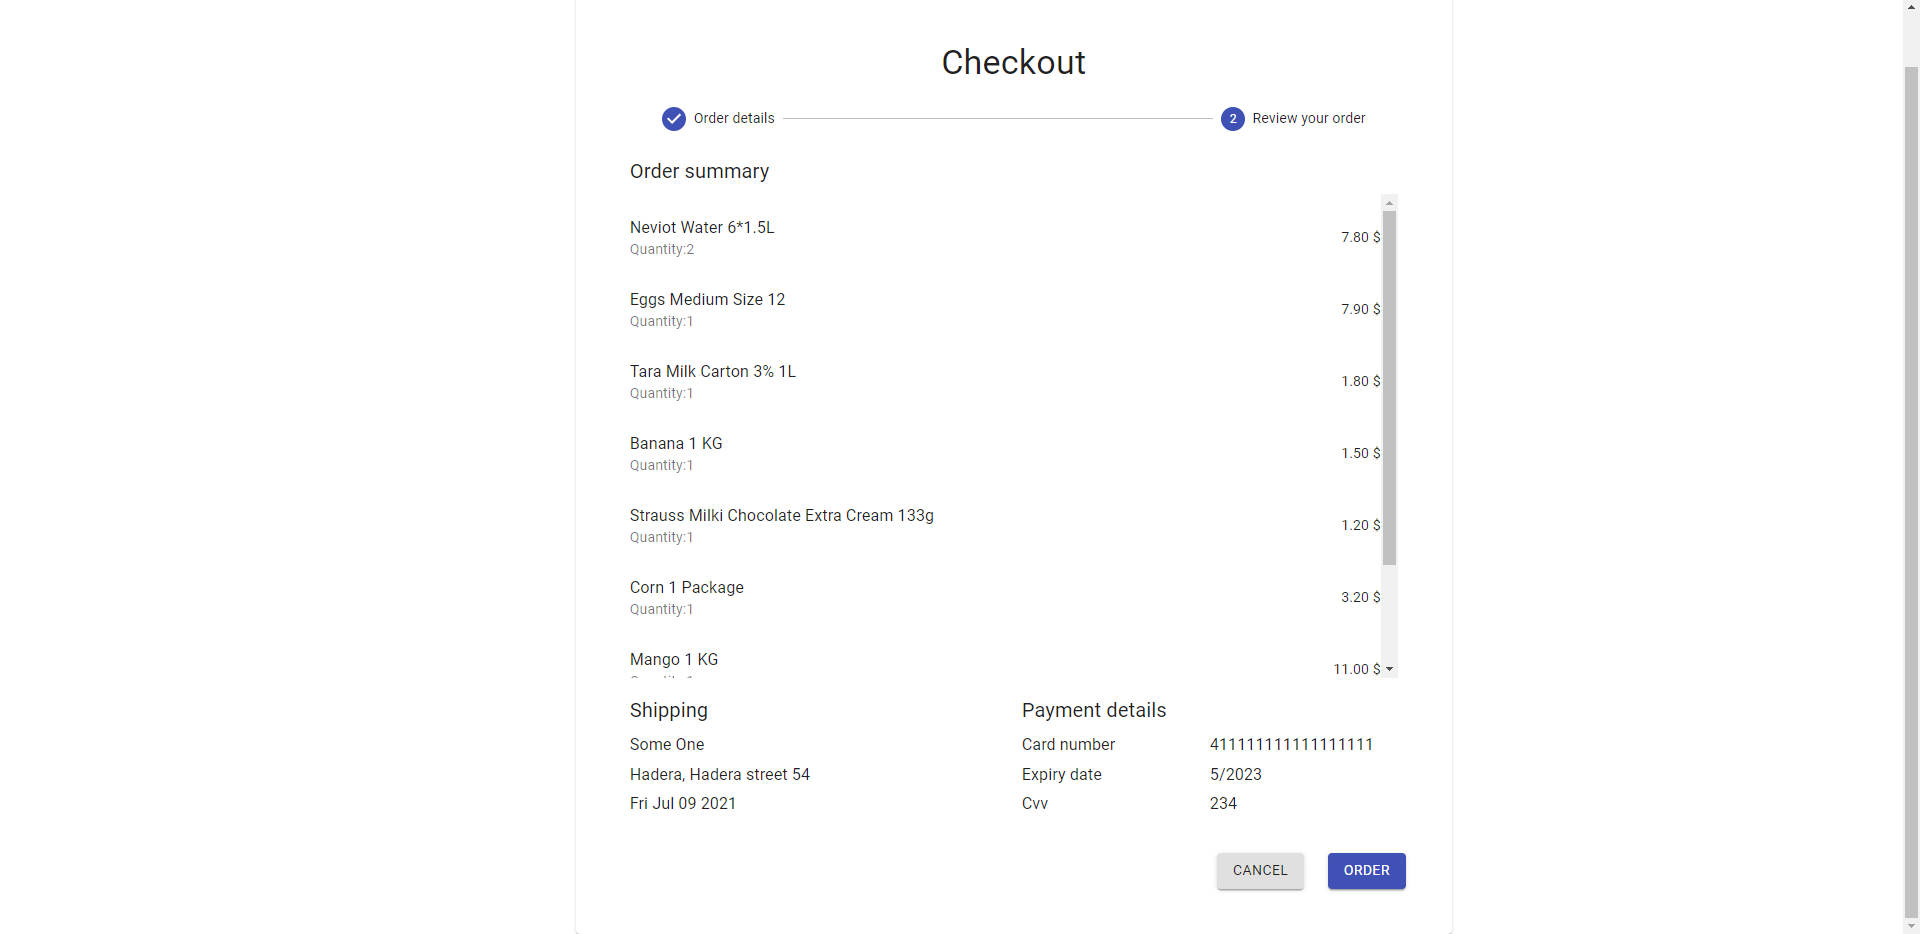 Checkout
Order details
2 Review your order
Order summary
Neviot Water 6*1.5L
7.80 $
Quantity:2
Eggs Medium Size 12
7.90 $
Quantity:1
Tara Milk Carton 3% 1L
1.80 $
Quantity:1
Banana 1 KG
1.50 $
Quantity:1
Strauss Milki Chocolate Extra Cream 133g
1.20 $
Quantity:1
Corn 1 Package
3.20 $
Quantity:1
Mango 1 KG
11.00 $
Shipping
Some One
Hadera, Hadera street 54
Fri Jul 09 2021
Payment details
Card number 411111111111111111
Expiry date 5/2023
Cvv 234
CANCEL
ORDER